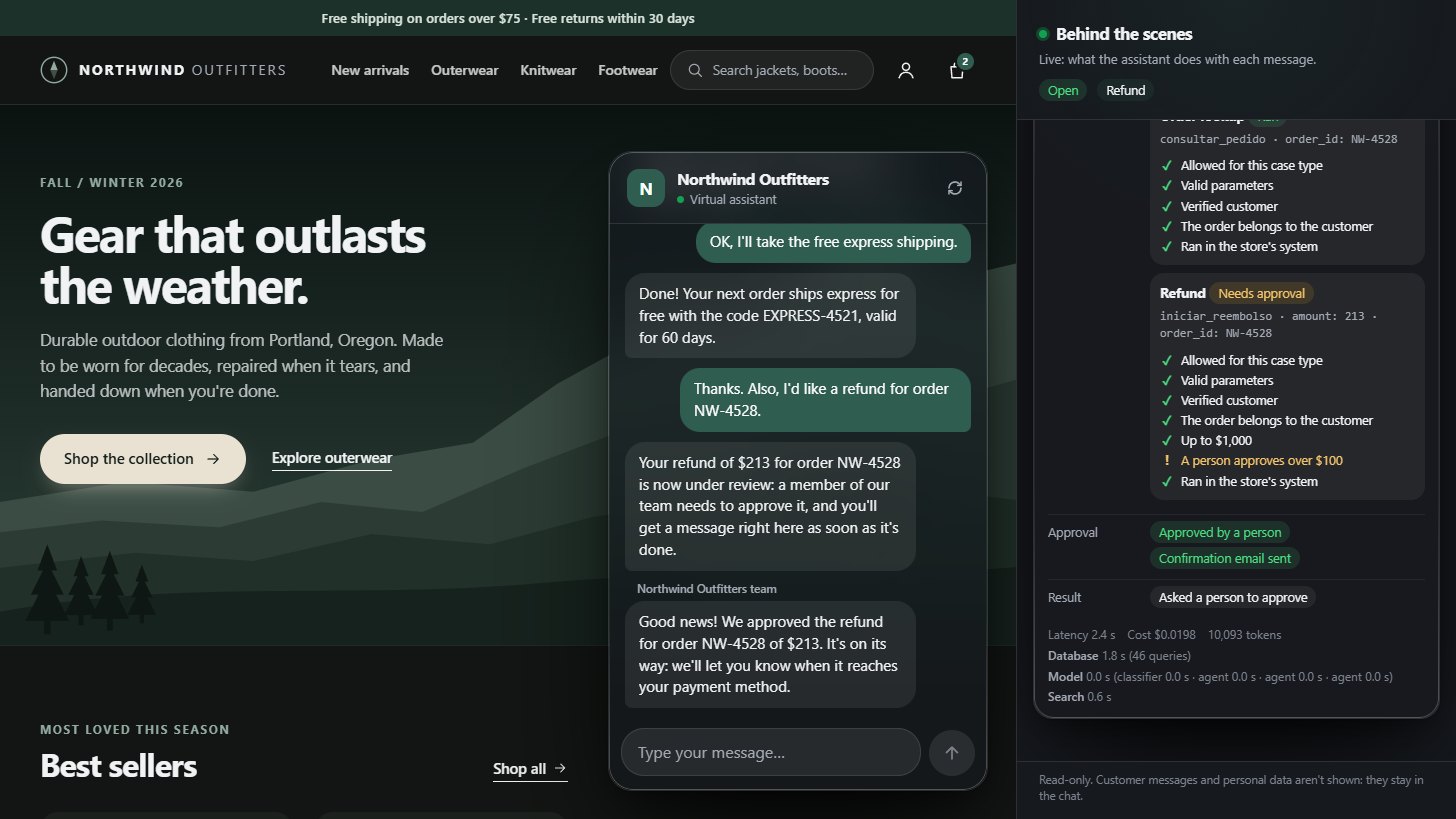 Free shipping on orders over $75 · Free returns within 30 days
NORTHWIND OUTFITTERS
New arrivals
Outerwear
Knitwear
Footwear
Search jackets, boots...
2
FALL / WINTER 2026
Gear that outlasts
the weather.
Durable outdoor clothing from Portland, Oregon. Made
to be worn for decades, repaired when it tears, and
handed down when you're done.
Shop the collection →
Explore outerwear
MOST LOVED THIS SEASON
Best sellers
Shop all →
N
Northwind Outfitters
Virtual assistant
OK, I'll take the free express shipping.
Done! Your next order ships express for
free with the code EXPRESS-4521, valid
for 60 days.
Thanks. Also, I'd like a refund for order
NW-4528.
Your refund of $213 for order NW-4528
is now under review: a member of our
team needs to approve it, and you'll
get a message right here as soon as it's
done.
Northwind Outfitters team
Good news! We approved the refund
for order NW-4528 of $213. It's on its
way: we'll let you know when it reaches
your payment method.
Type your message...
Behind the scenes
Live: what the assistant does with each message.
Open
Refund
consultar_pedido · order_id: NW-4528
✓ Allowed for this case type
✓ Valid parameters
✓ Verified customer
✓ The order belongs to the customer
✓ Ran in the store's system
Refund Needs approval
iniciar_reembolso · amount: 213 ·
order_id: NW-4528
✓ Allowed for this case type
✓ Valid parameters
✓ Verified customer
✓ The order belongs to the customer
✓ Up to $1,000
! A person approves over $100
✓ Ran in the store's system
Approval
Approved by a person
Confirmation email sent
Result
Asked a person to approve
Latency 2.4 s Cost $0.0198 10,093 tokens
Database 1.8 s (46 queries)
Model 0.0 s (classifier 0.0 s · agent 0.0 s · agent 0.0 s · agent 0.0 s)
Search 0.6 s
Read-only. Customer messages and personal data aren't shown: they stay in
the chat.